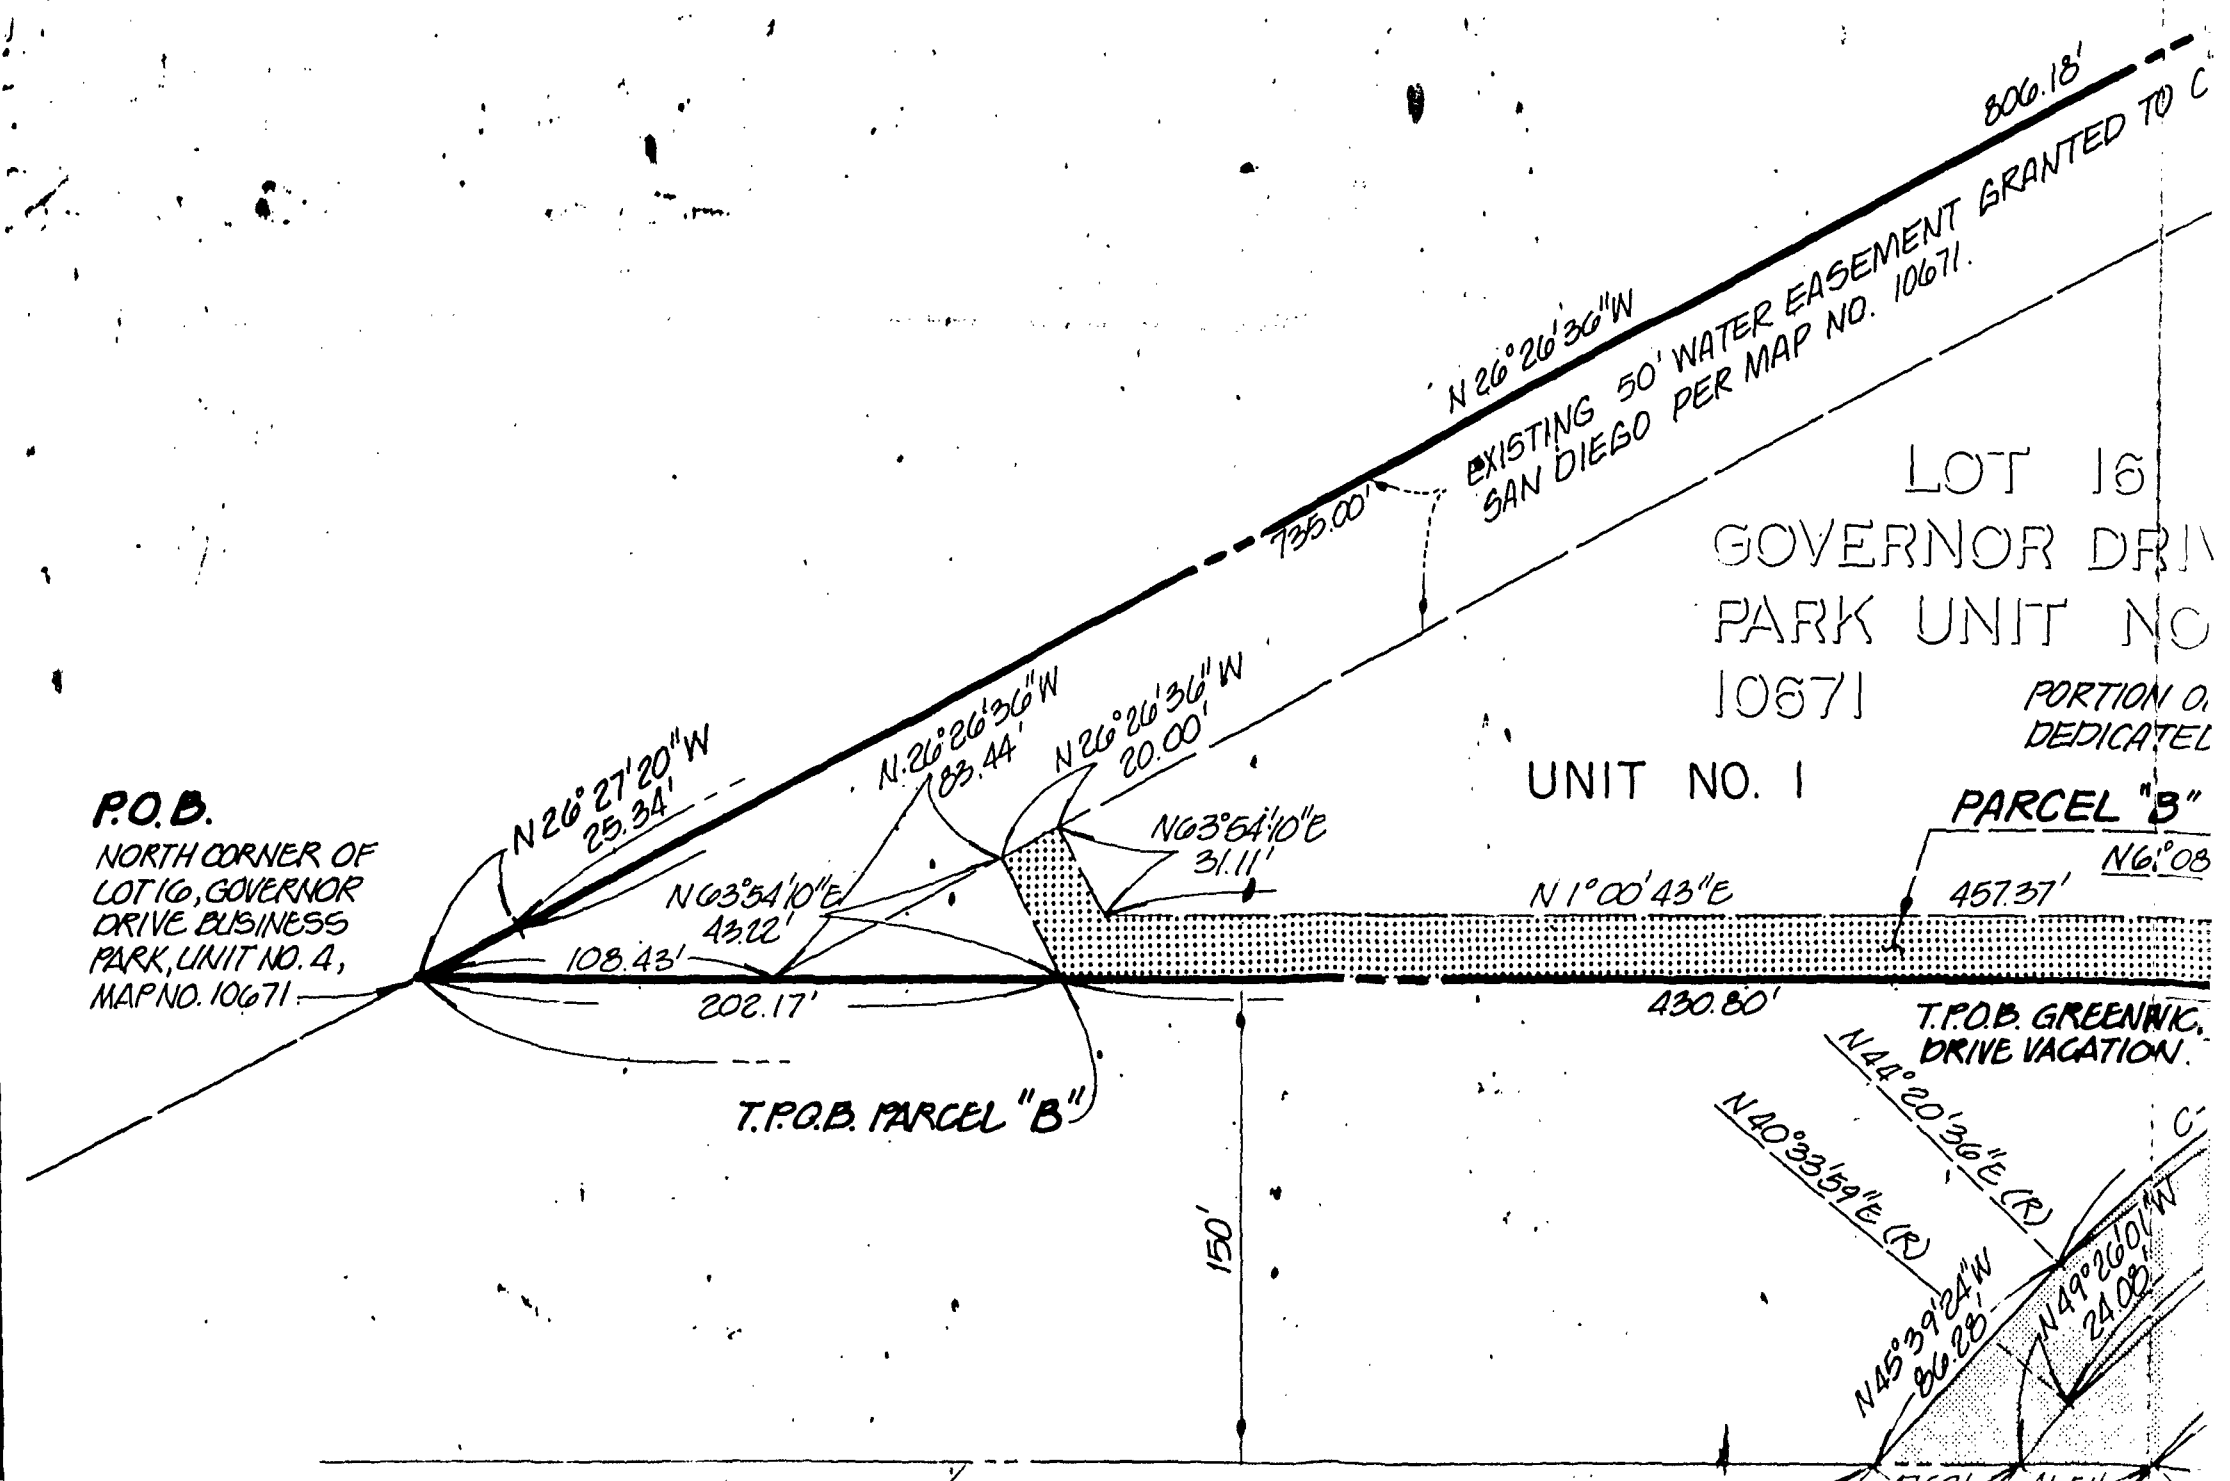 806.18'
EXISTING 50' WATER EASEMENT GRANTED TO C
SAN DIEGO PER MAP NO. 10671.
N 26°26'36"W
735.00'
LOT 16
GOVERNOR DRIV
PARK UNIT NO
10671
PORTION O
DEDICATED
UNIT NO. 1
PARCEL "B"
N 26°26'36"W
83.44'
N 26°26'36"W
20.00'
N 26°27'20"W
25.34'
P.O.B.
NORTH CORNER OF
LOT 16, GOVERNOR
DRIVE BUSINESS
PARK, UNIT NO. 4,
MAP NO. 10671
N63°54'10"E
43.22'
N63°54'10"E
31.11'
N 1°00'43"E
457.37'
108.43'
202.17'
430.80'
T.P.O.B. PARCEL "B"
T.P.O.B. GREENWIC
DRIVE VACATION.
150'
N44°20'36"E (R)
N40°33'59"E (R)
N45°39'24"W
86.28'
N49°26'01"W
24.08'